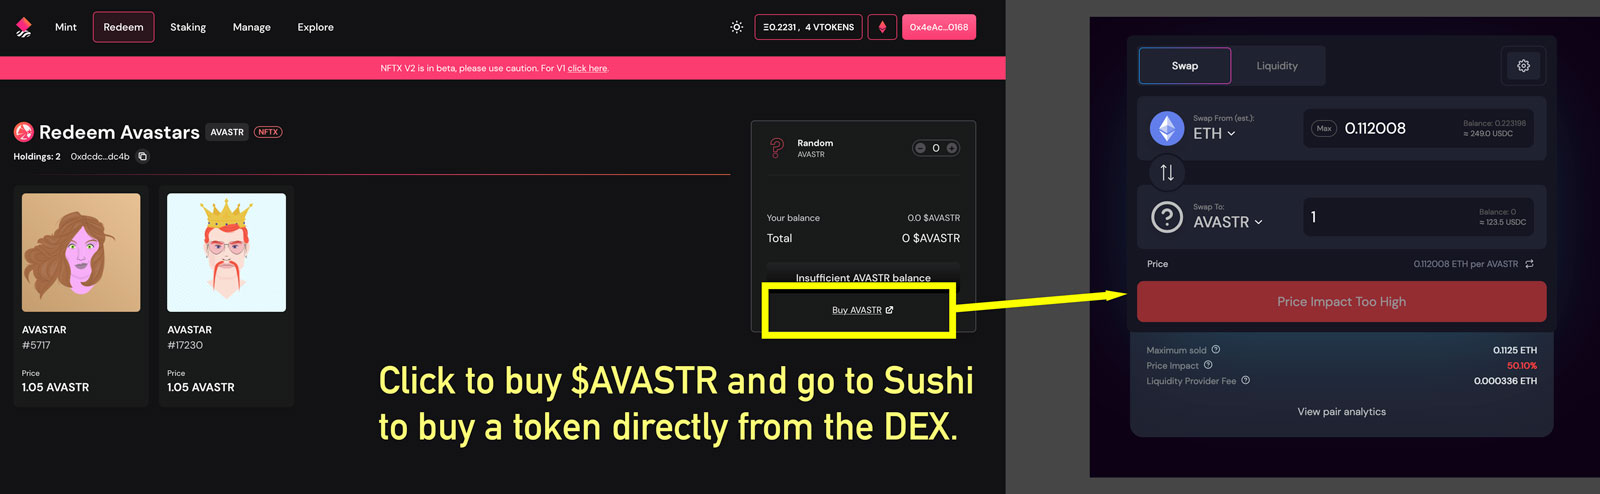 Mint Redeem Staking Manage Explore
Ξ0.2231 , 4 VTOKENS 0x4eAc...0168
NFTX V2 is in beta, please use caution. For V1 click here.
Redeem Avastars AVASTR NFTX
Holdings: 2 0xdcdc...dc4b
AVASTAR
#5717
Price
1.05 AVASTR
AVASTAR
#17230
Price
1.05 AVASTR
?
Random
AVASTR
0
Your balance 0.0 $AVASTR
Total 0 $AVASTR
Insufficient AVASTR balance
Buy AVASTR
Click to buy $AVASTR and go to Sushi
to buy a token directly from the DEX.
Swap Liquidity
Swap From (est.):
ETH
Max 0.112008
Balance: 0.223198
≈ 249.0 USDC
?
Swap To:
AVASTR
1
Balance: 0
≈ 123.5 USDC
Price 0.112008 ETH per AVASTR
Price Impact Too High
Maximum sold ? 0.1125 ETH
Price Impact ? 50.10%
Liquidity Provider Fee ? 0.000336 ETH
View pair analytics